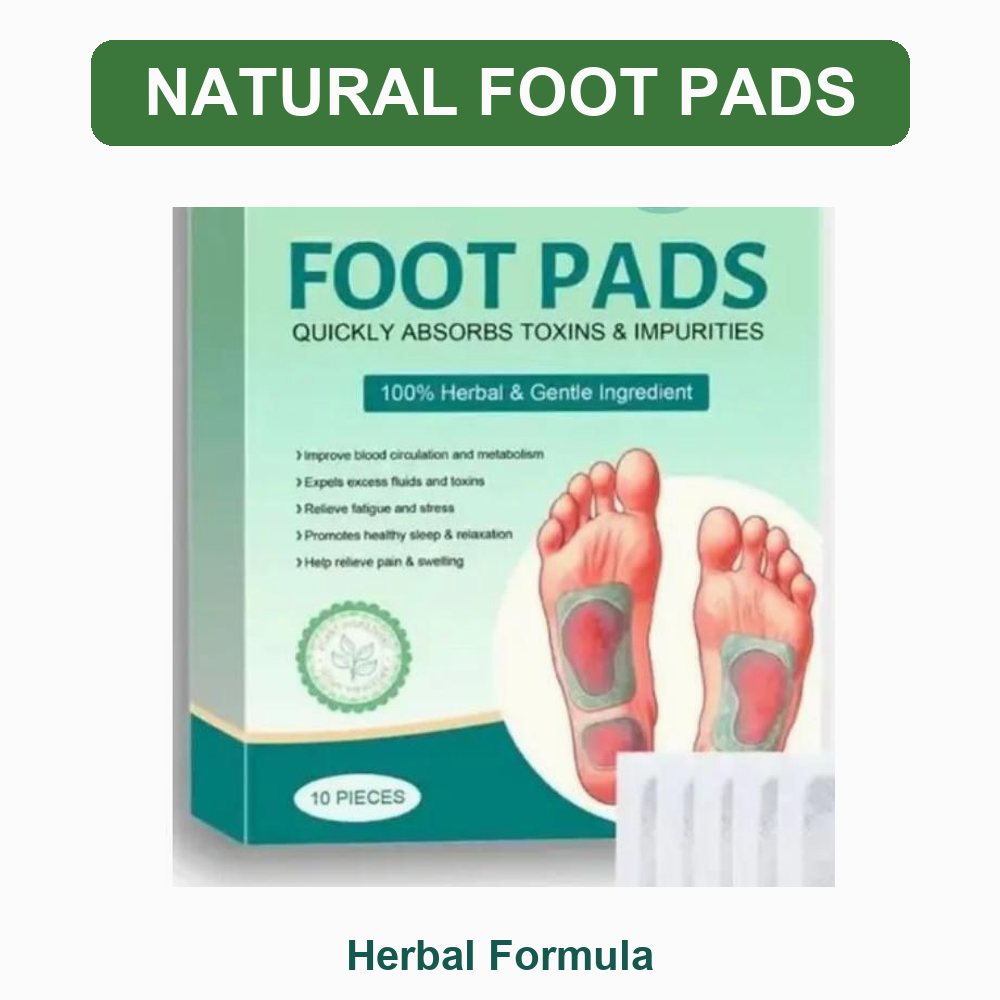 NATURAL FOOT PADS
FOOT PADS
QUICKLY ABSORBS TOXINS & IMPURITIES
100% Herbal & Gentle Ingredient
Improve blood circulation and metabolism
Expels excess fluids and toxins
Relieve fatigue and stress
Promotes healthy sleep & relaxation
Help relieve pain & swelling
10 PIECES
Herbal Formula